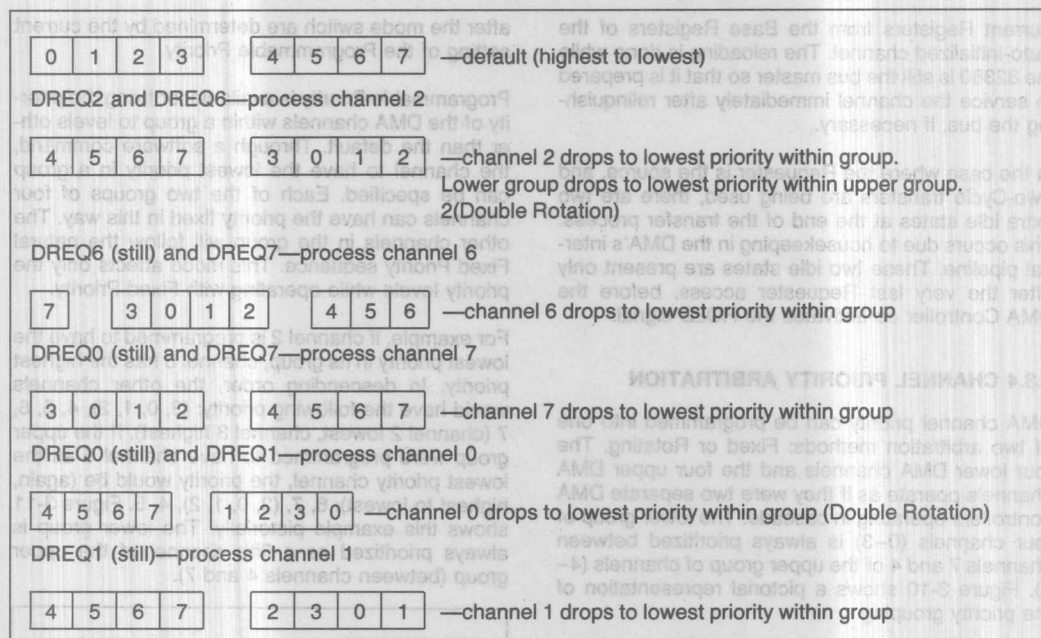 0 1 2 3 4 5 6 7 —default (highest to lowest)
DREQ2 and DREQ6—process channel 2
4 5 6 7 3 0 1 2 —channel 2 drops to lowest priority within group.
Lower group drops to lowest priority within upper group.
2(Double Rotation)
DREQ6 (still) and DREQ7—process channel 6
7 3 0 1 2 4 5 6 —channel 6 drops to lowest priority within group
DREQ0 (still) and DREQ7—process channel 7
3 0 1 2 4 5 6 7 —channel 7 drops to lowest priority within group
DREQ0 (still) and DREQ1—process channel 0
4 5 6 7 1 2 3 0 —channel 0 drops to lowest priority within group (Double Rotation)
DREQ1 (still)—process channel 1
4 5 6 7 2 3 0 1 —channel 1 drops to lowest priority within group